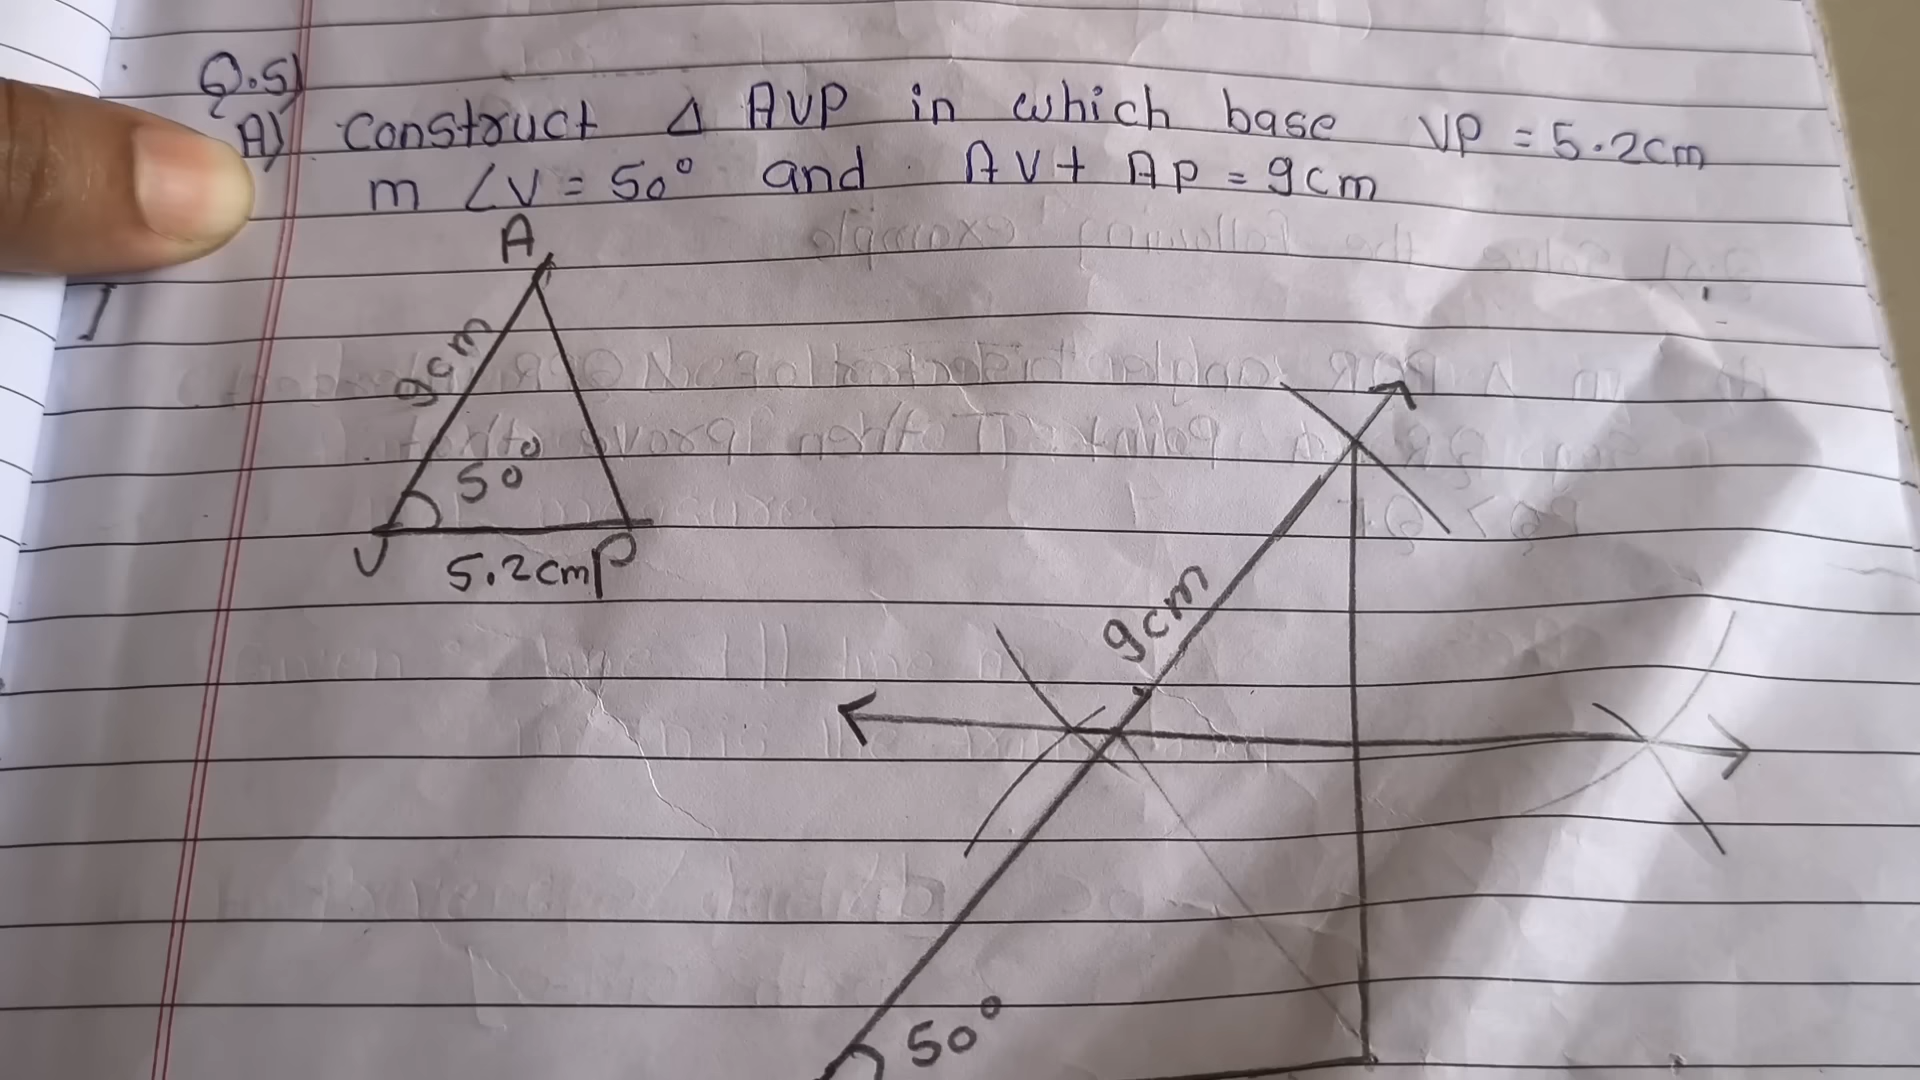 Q.5)
A) construct △ AVP in which base VP = 5.2cm
m ∠V = 50° and AV + AP = 9cm
A
9cm
50°
V 5.2cm P
9cm
50°